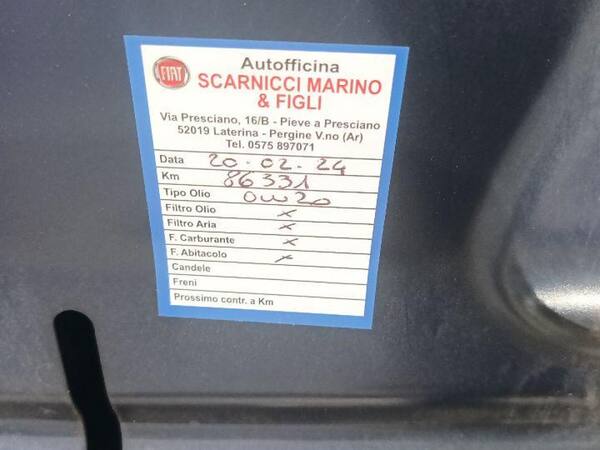 FIAT
Autofficina
SCARNICCI MARINO
& FIGLI
Via Presciano, 16/B - Pieve a Presciano
52019 Laterina - Pergine V.no (Ar)
Tel. 0575 897071
Data 20-02-24
Km 86331
Tipo Olio 0w20
Filtro Olio x
Filtro Aria x
F. Carburante x
F. Abitacolo x
Candele
Freni
Prossimo contr. a Km